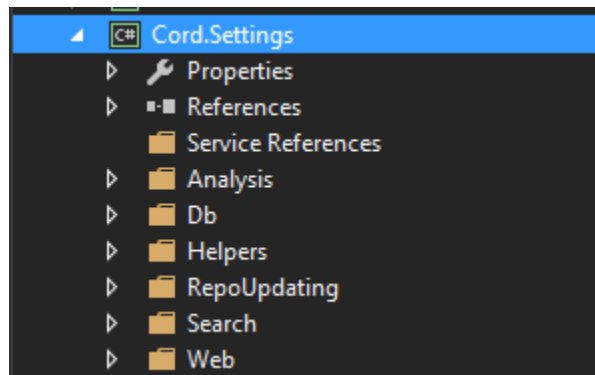 C# Cord.Settings
Properties
References
Service References
Analysis
Db
Helpers
RepoUpdating
Search
Web